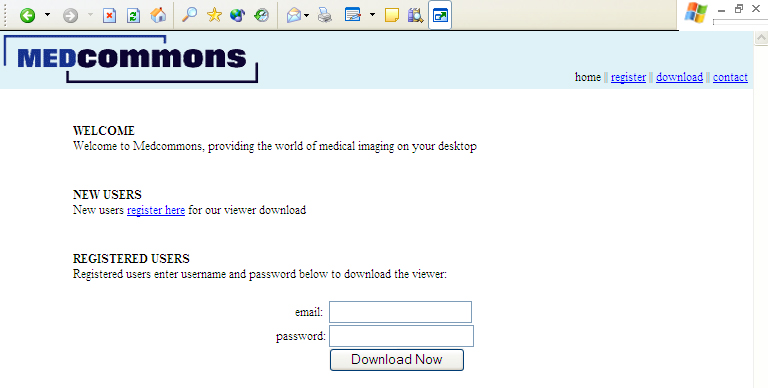 MEDcommons
home register download contact
WELCOME
Welcome to Medcommons, providing the world of medical imaging on your desktop
NEW USERS
New users register here for our viewer download
REGISTERED USERS
Registered users enter username and password below to download the viewer:
email:
password:
Download Now